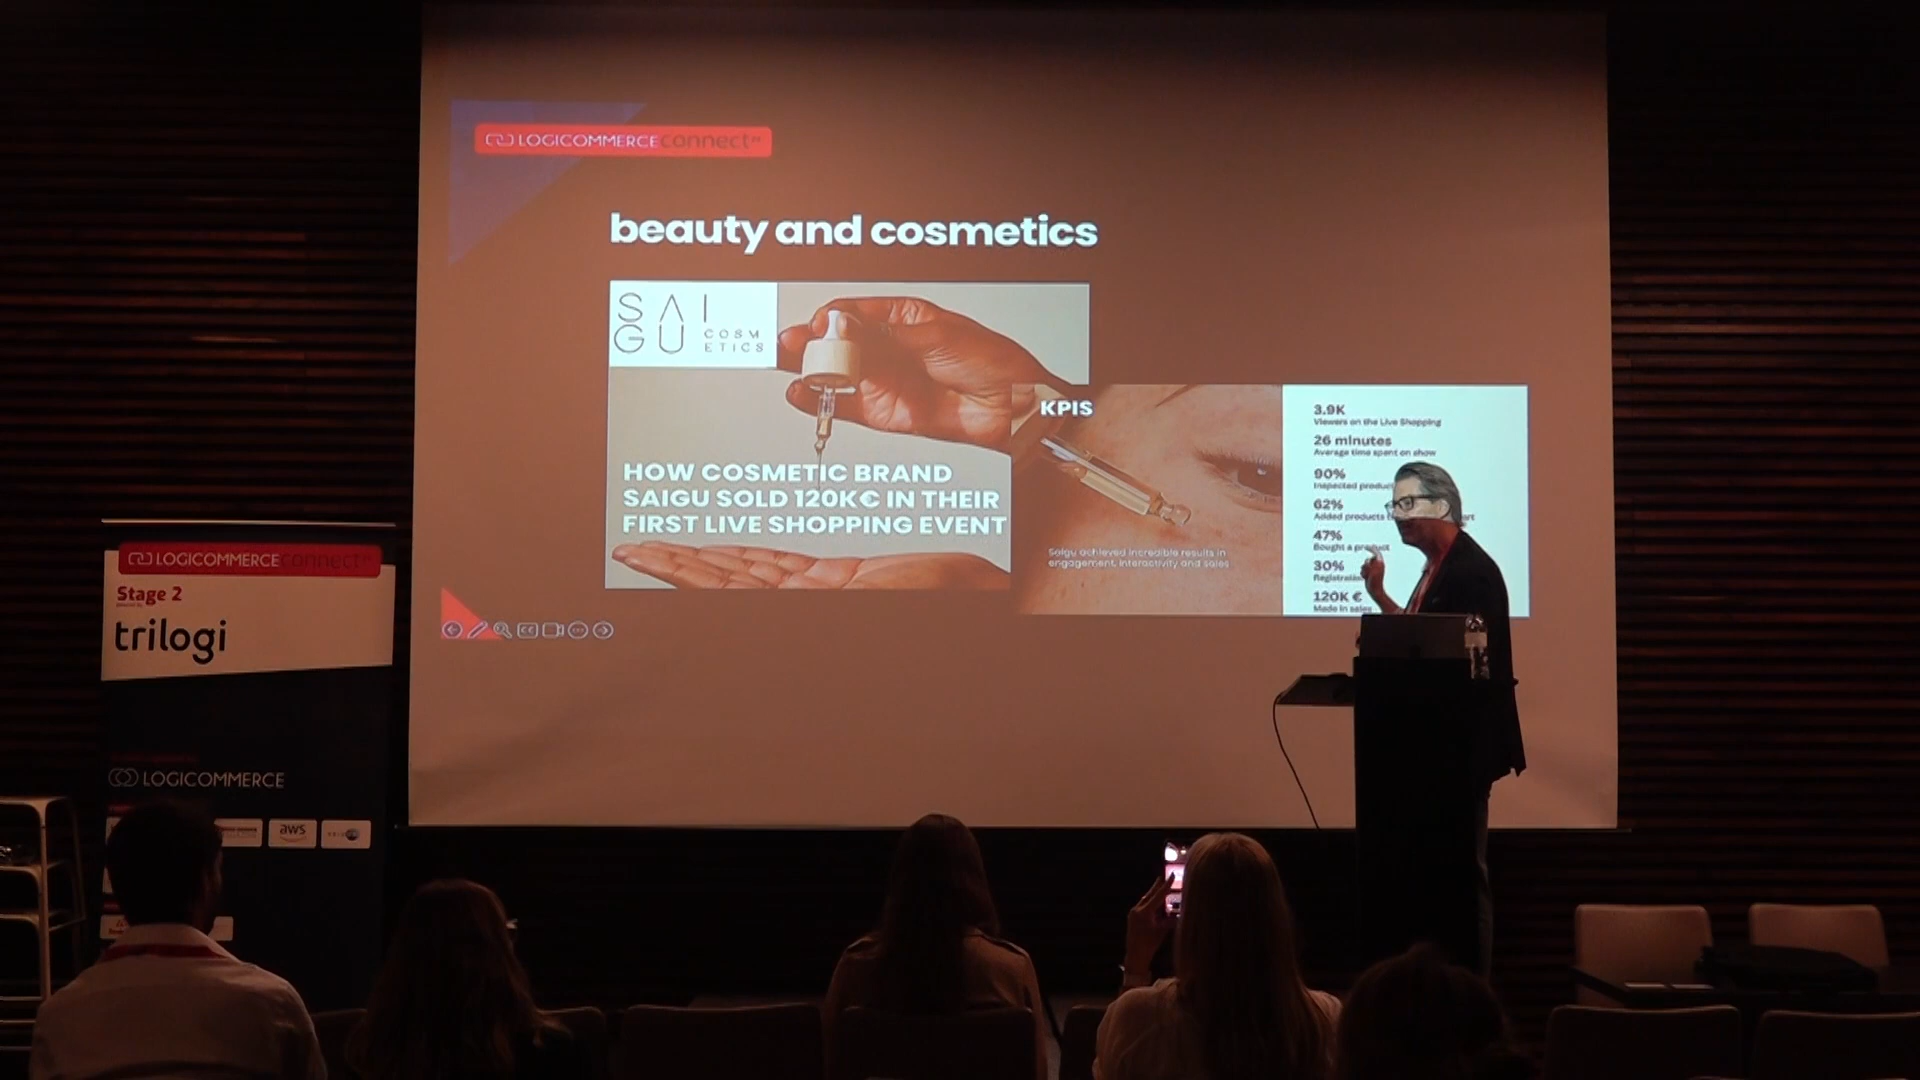 LOGICOMMERCE connect
beauty and cosmetics
SAI
GU COSM
ETICS
HOW COSMETIC BRAND
SAIGU SOLD 120K€ IN THEIR
FIRST LIVE SHOPPING EVENT
KPIS
Saigu achieved incredible results in
engagement, interactivity and sales
3.9K
Viewers on the Live Shopping
26 minutes
Average time spent on show
90%
Inspected
62%
Added products
47%
Bought a product
30%
120K €
Made in sales
LOGICOMMERCE connect
Stage 2
trilogi
LOGICOMMERCE
aws